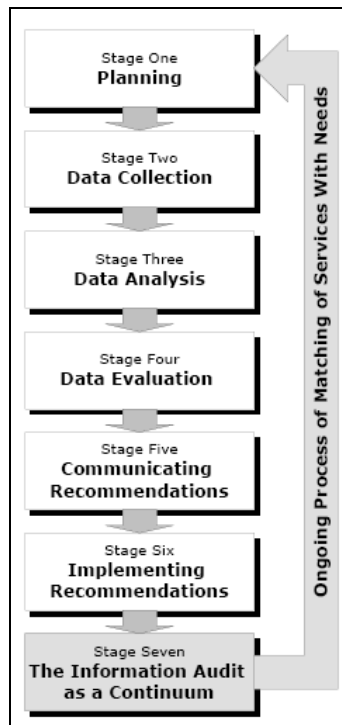 Stage One
Planning
Stage Two
Data Collection
Stage Three
Data Analysis
Stage Four
Data Evaluation
Stage Five
Communicating
Recommendations
Stage Six
Implementing
Recommendations
Stage Seven
The Information Audit
as a Continuum
Ongoing Process of Matching of Services With Needs